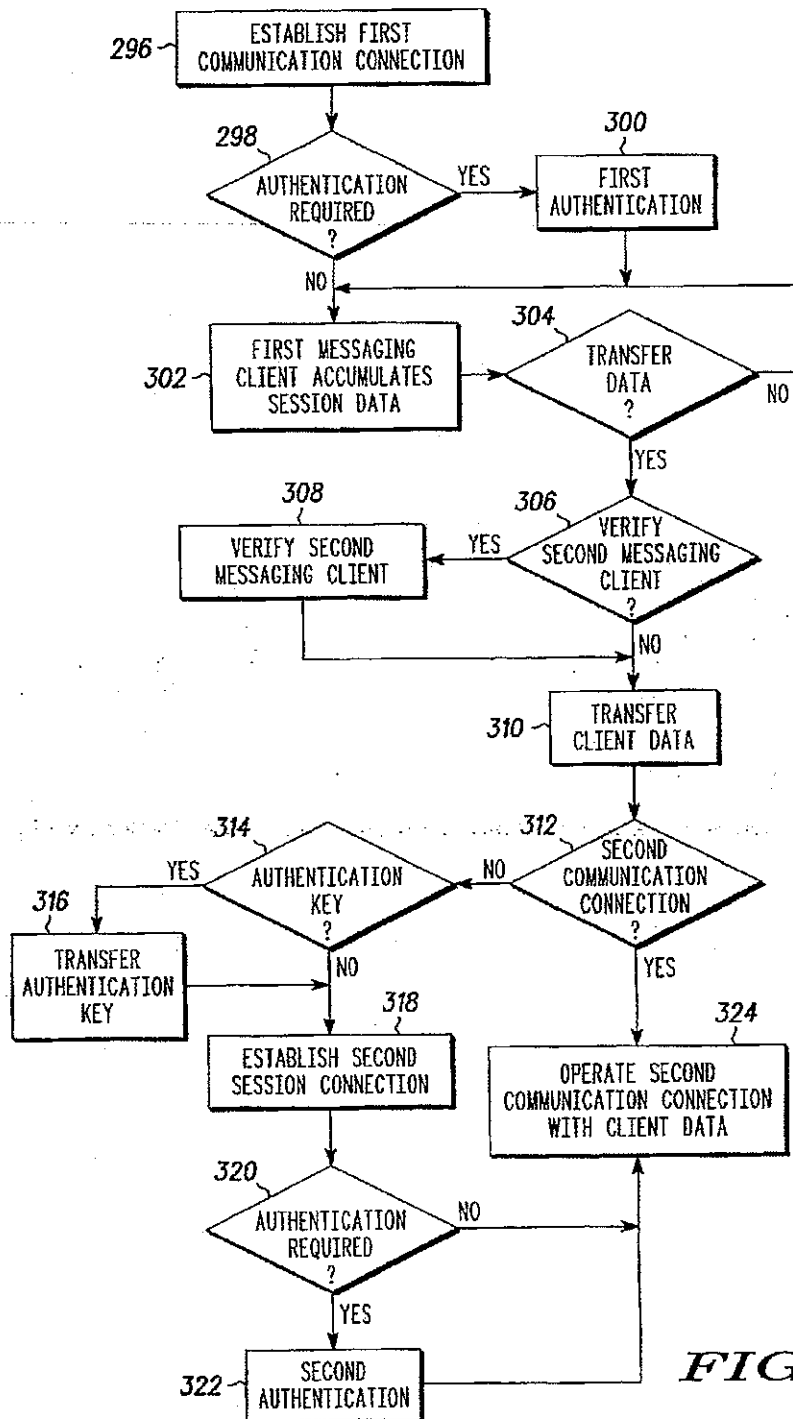 296
ESTABLISH FIRST
COMMUNICATION CONNECTION
298
AUTHENTICATION
REQUIRED
?
YES
NO
300
FIRST
AUTHENTICATION
302
FIRST MESSAGING
CLIENT ACCUMULATES
SESSION DATA
304
TRANSFER
DATA
?
NO
YES
306
VERIFY
SECOND MESSAGING
CLIENT
?
YES
NO
308
VERIFY SECOND
MESSAGING CLIENT
310
TRANSFER
CLIENT DATA
312
SECOND
COMMUNICATION
CONNECTION
?
NO
YES
314
AUTHENTICATION
KEY
?
YES
NO
316
TRANSFER
AUTHENTICATION
KEY
318
ESTABLISH SECOND
SESSION CONNECTION
324
OPERATE SECOND
COMMUNICATION CONNECTION
WITH CLIENT DATA
320
AUTHENTICATION
REQUIRED
?
NO
YES
322
SECOND
AUTHENTICATION
FIG